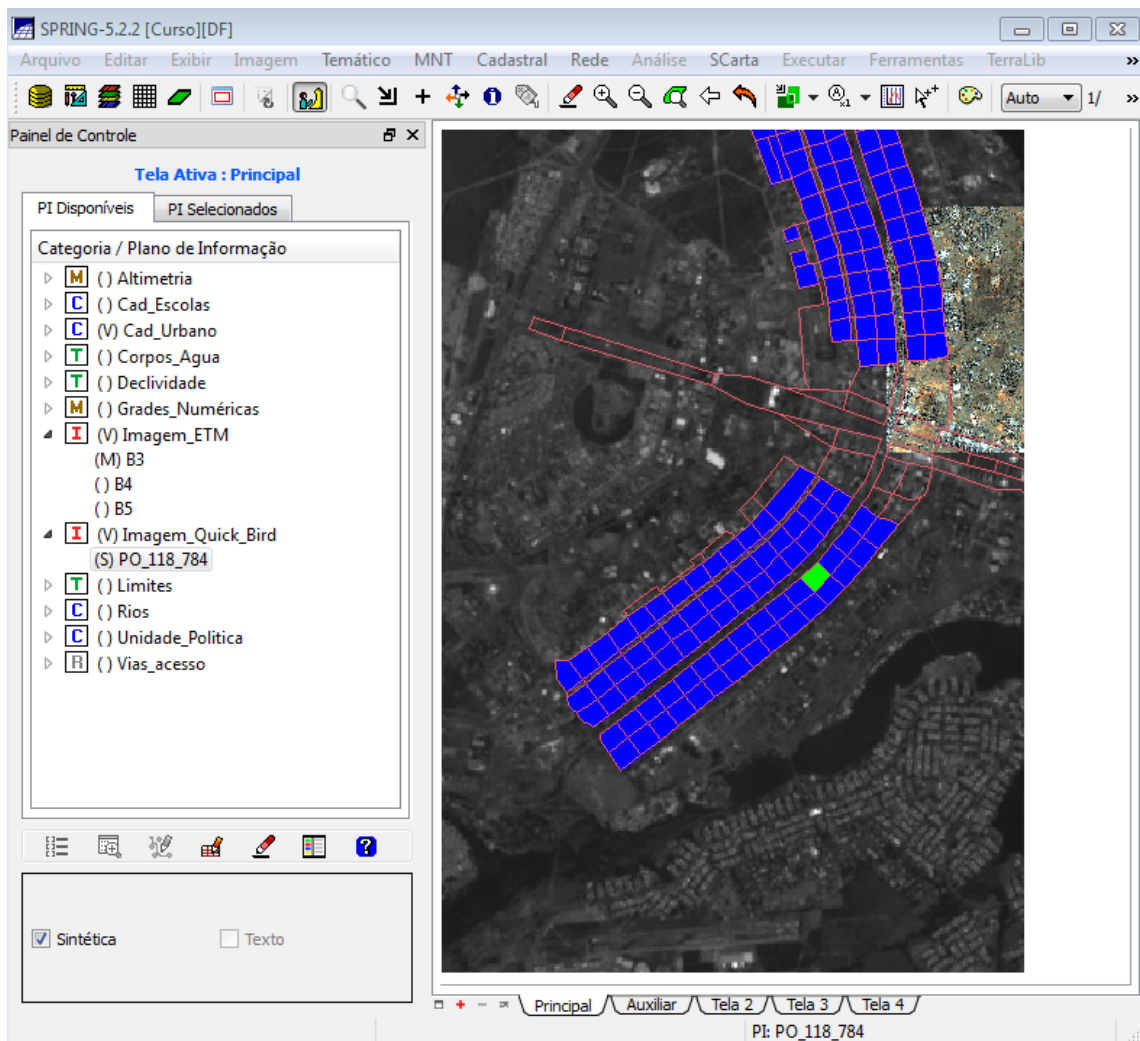 SPRING-5.2.2 [Curso][DF]
Arquivo Editar Exibir Imagem Temático MNT Cadastral Rede Análise SCarta Executar Ferramentas TerraLib »
Auto 1/ »
Painel de Controle
Tela Ativa : Principal
PI Disponíveis PI Selecionados
Categoria / Plano de Informação
M ( ) Altimetria
C ( ) Cad_Escolas
C (V) Cad_Urbano
T ( ) Corpos_Agua
T ( ) Declividade
M ( ) Grades_Numéricas
I (V) Imagem_ETM
(M) B3
( ) B4
( ) B5
I (V) Imagem_Quick_Bird
(S) PO_118_784
T ( ) Limites
C ( ) Rios
C ( ) Unidade_Politica
R ( ) Vias_acesso
Sintética Texto
Principal Auxiliar Tela 2 Tela 3 Tela 4
PI: PO_118_784